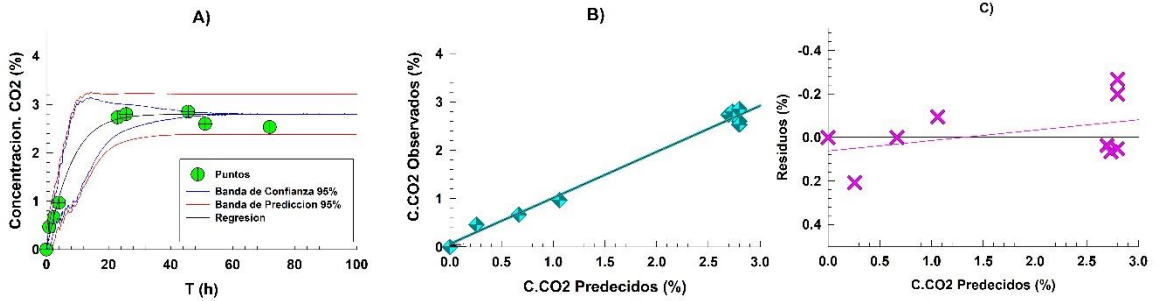 A)
Concentracion. CO2 (%)
4
3
2
1
0
0 20 40 60 80 100
T (h)
Puntos
Banda de Confianza 95%
Banda de Prediccion 95%
Regresion
B)
C.CO2 Observados (%)
4
3
2
1
0
0.0 0.5 1.0 1.5 2.0 2.5 3.0
C.CO2 Predecidos (%)
C)
Residuos (%)
-0.4
-0.2
0.0
0.2
0.4
0.0 0.5 1.0 1.5 2.0 2.5 3.0
C.CO2 Predecidos (%)